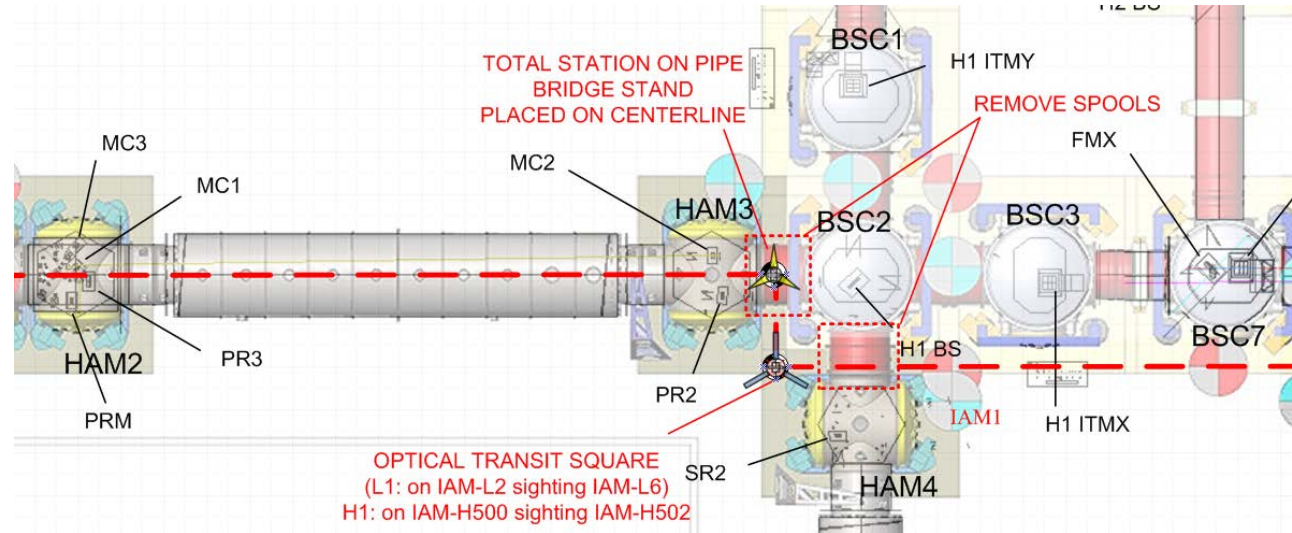 H2 BS
BSC1
TOTAL STATION ON PIPE
BRIDGE STAND
PLACED ON CENTERLINE
H1 ITMY
REMOVE SPOOLS
MC3
MC1
MC2
FMX
HAM3
BSC2
BSC3
HAM2
PR3
PRM
PR2
H1 BS
BSC7
IAM1
H1 ITMX
OPTICAL TRANSIT SQUARE
(L1: on IAM-L2 sighting IAM-L6)
H1: on IAM-H500 sighting IAM-H502
SR2
HAM4